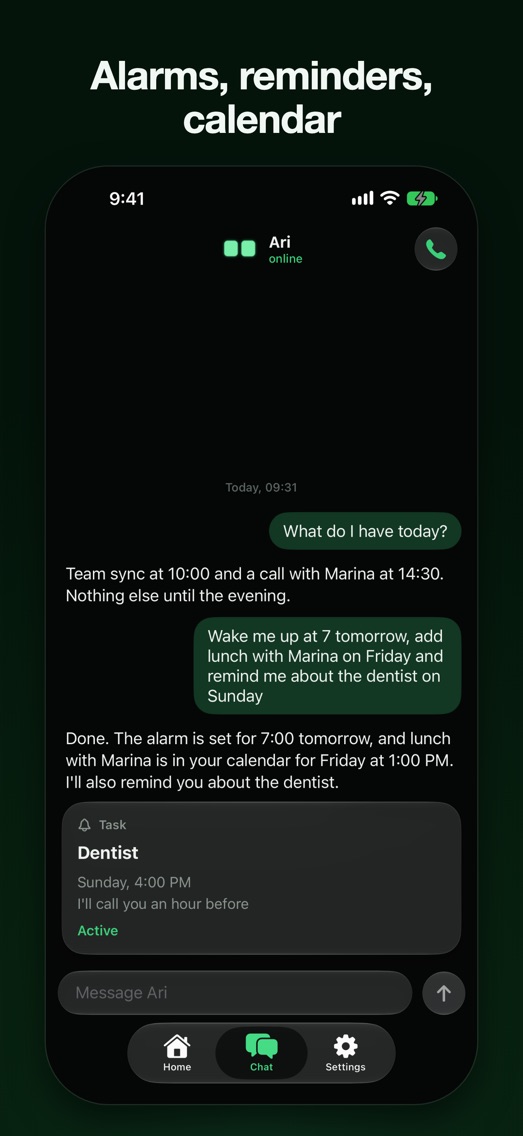 Alarms, reminders,
calendar
9:41
Ari
online
Today, 09:31
What do I have today?
Team sync at 10:00 and a call with Marina at 14:30.
Nothing else until the evening.
Wake me up at 7 tomorrow, add
lunch with Marina on Friday and
remind me about the dentist on
Sunday
Done. The alarm is set for 7:00 tomorrow, and lunch
with Marina is in your calendar for Friday at 1:00 PM.
I'll also remind you about the dentist.
Task
Dentist
Sunday, 4:00 PM
I'll call you an hour before
Active
Message Ari
Home
Chat
Settings